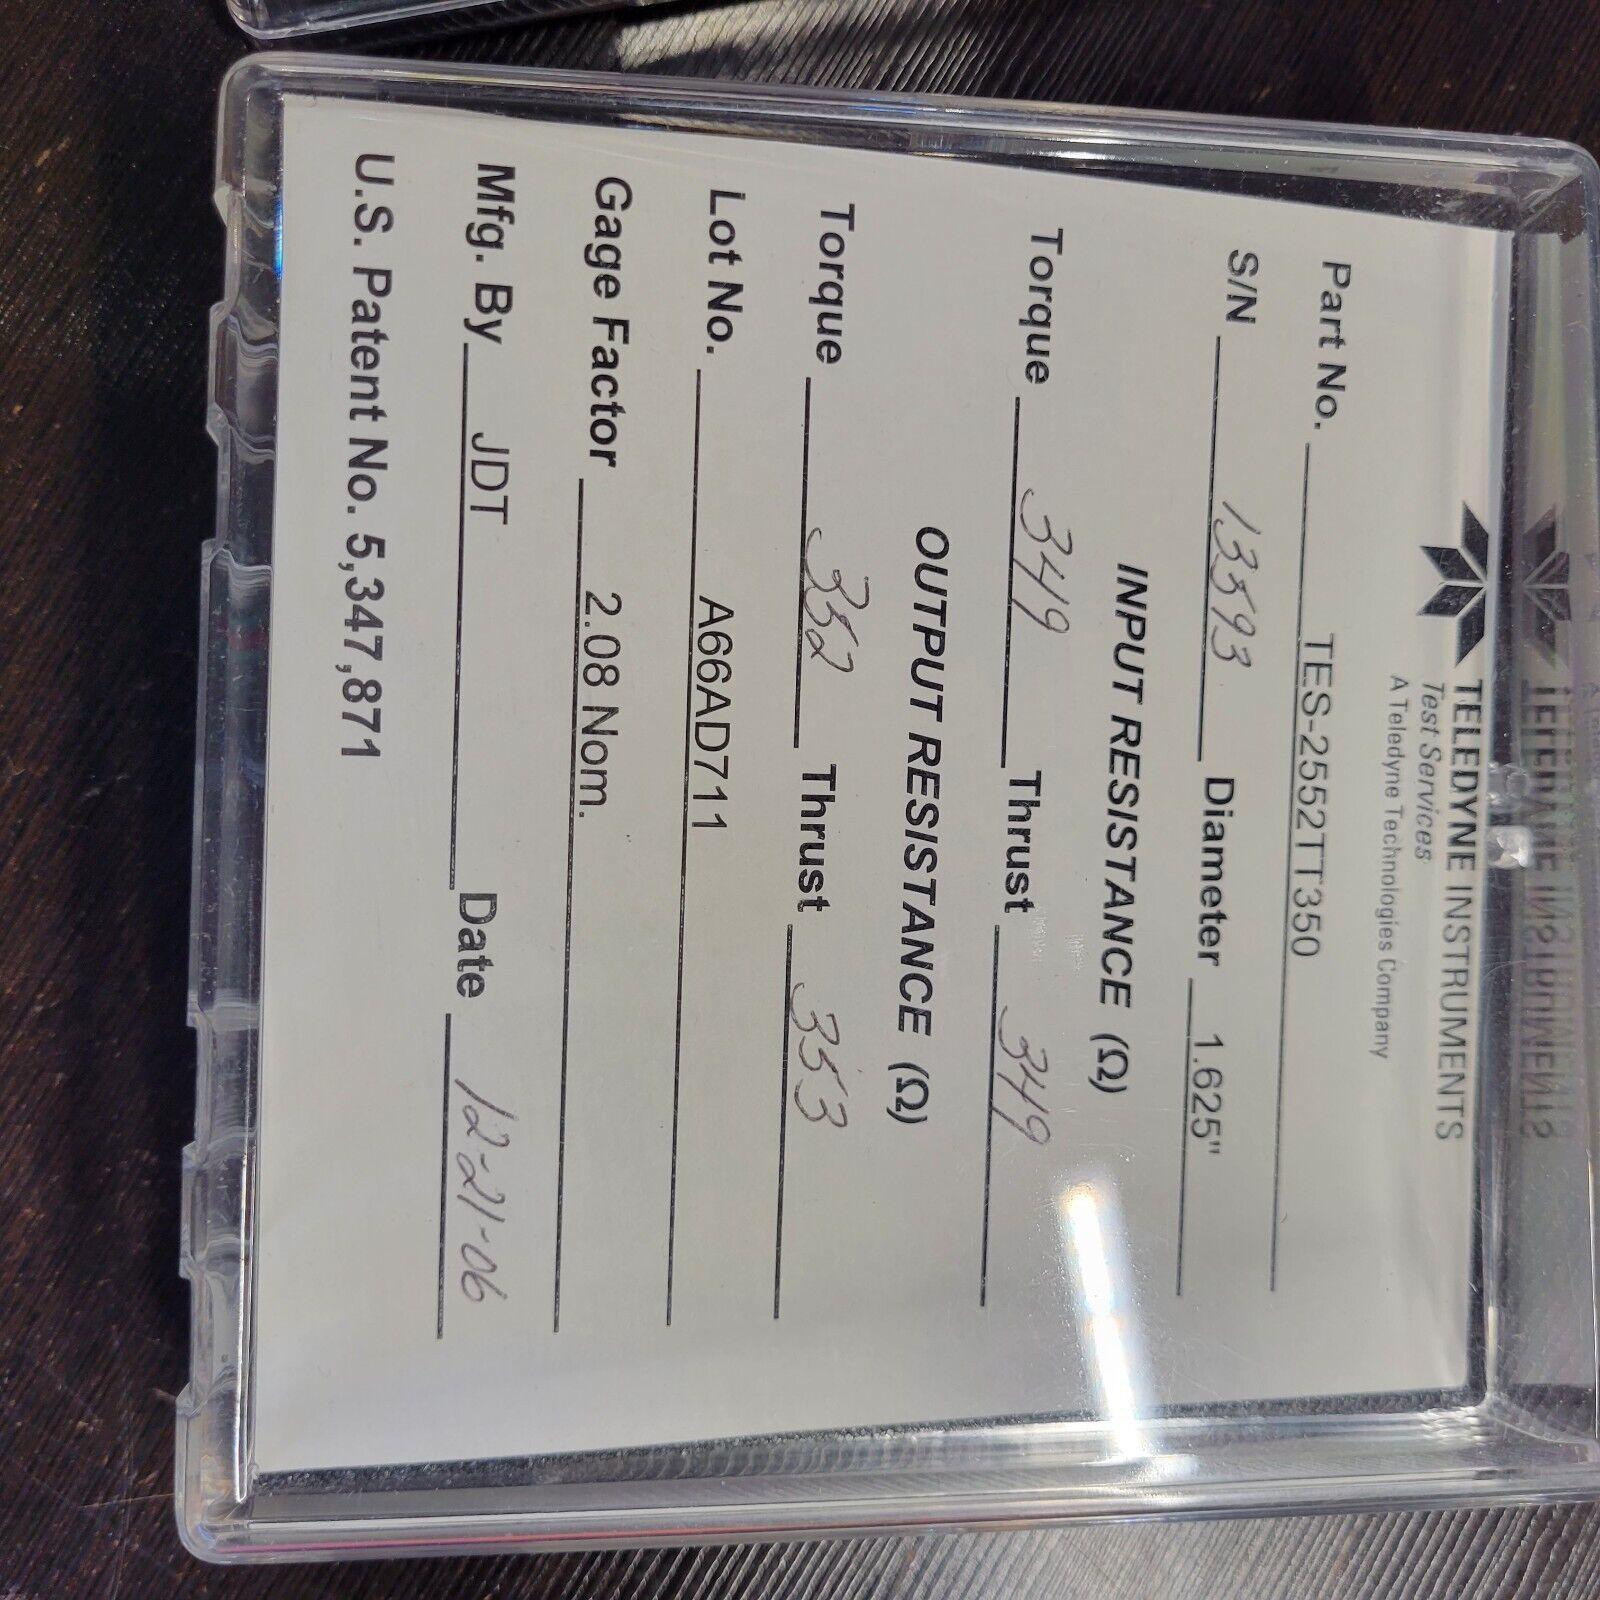 TELEDYNE INSTRUMENTS
Test Services
A Teledyne Technologies Company
Part No. TES-2552TT350
S/N 13593 Diameter 1.625"
INPUT RESISTANCE (Ω)
Torque 349 Thrust 349
OUTPUT RESISTANCE (Ω)
Torque 352 Thrust 353
Lot No. A66AD711
Gage Factor 2.08 Nom.
Mfg. By JDT Date 12-21-06
U.S. Patent No. 5,347,871